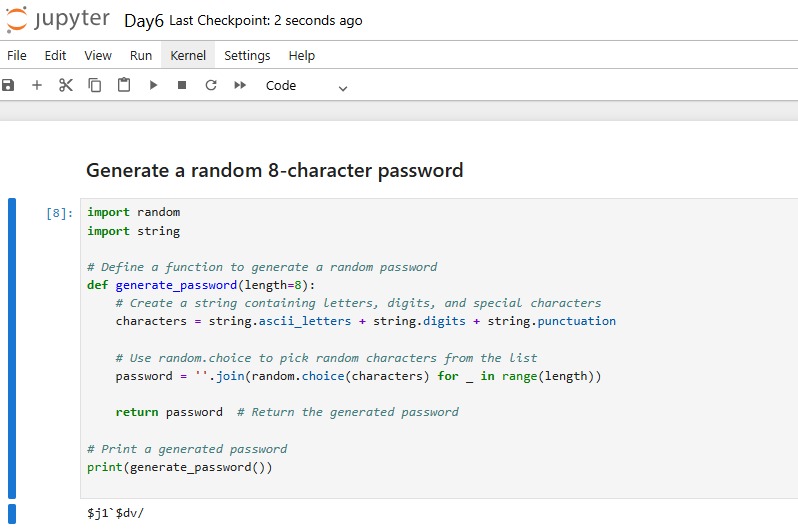 jupyter Day6 Last Checkpoint: 2 seconds ago
File Edit View Run Kernel Settings Help
Code
Generate a random 8-character password
[8]:
import random
import string
# Define a function to generate a random password
def generate_password(length=8):
    # Create a string containing letters, digits, and special characters
    characters = string.ascii_letters + string.digits + string.punctuation
    # Use random.choice to pick random characters from the list
    password = ''.join(random.choice(characters) for _ in range(length))
    return password  # Return the generated password
# Print a generated password
print(generate_password())
$j1`$dv/